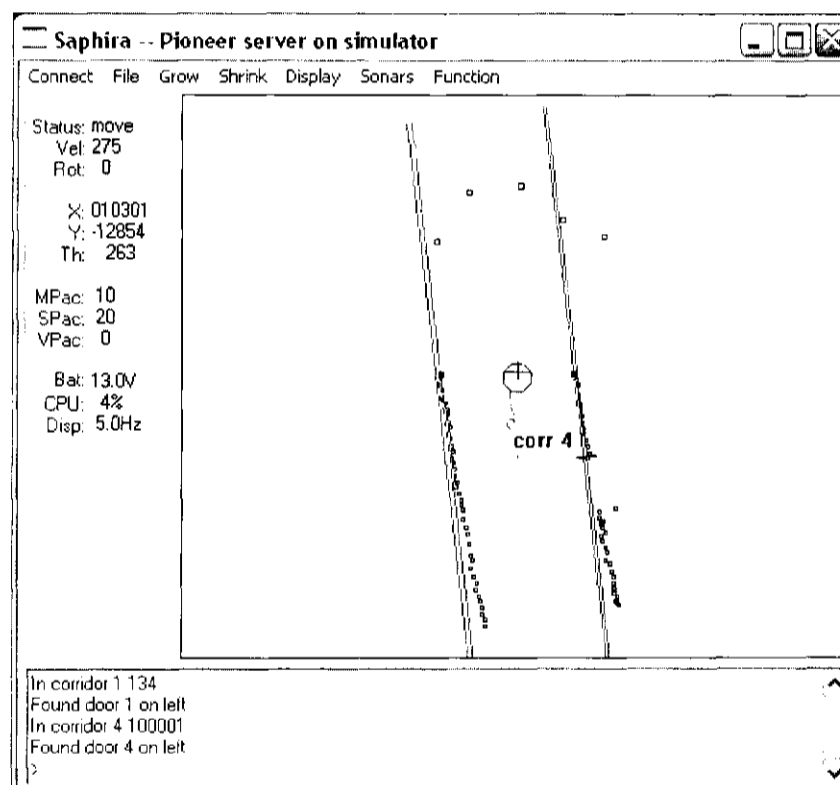 Saphira -- Pioneer server on simulator
Connect File Grow Shrink Display Sonars Function
Status: move
Vel: 275
Rot: 0
X: 010301
Y: -12854
Th: 263
MPac: 10
SPac: 20
VPac: 0
Bat: 13.0V
CPU: 4%
Disp: 5.0Hz
corr 4
In corridor 1 134
Found door 1 on left
In corridor 4 100001
Found door 4 on left
>